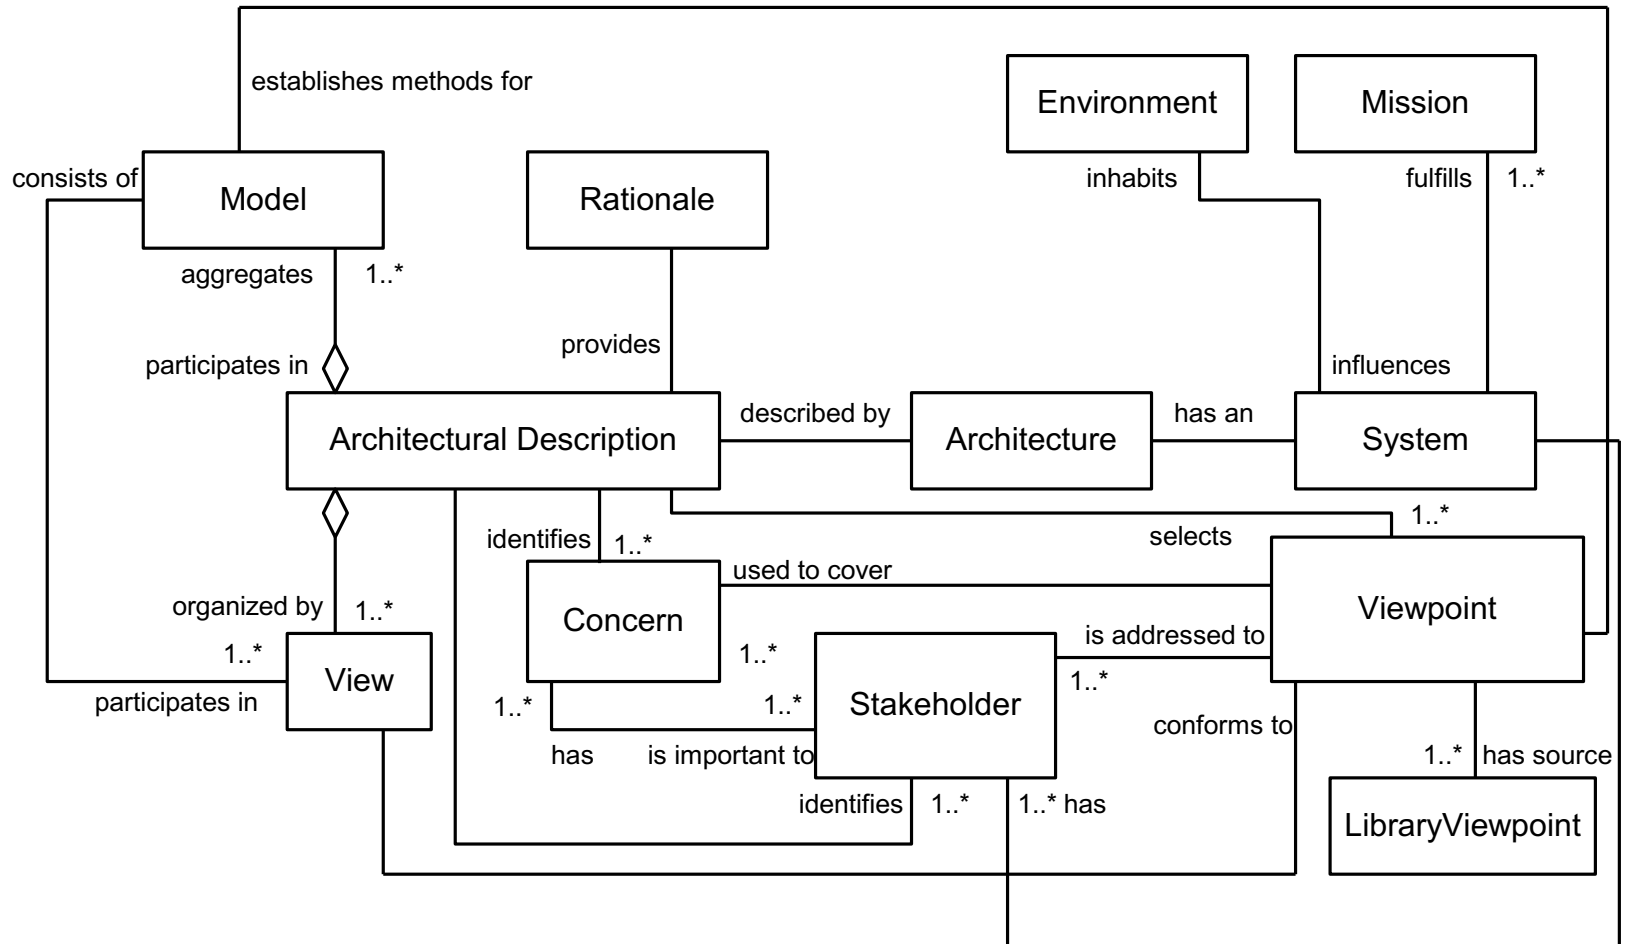 establishes methods for
Environment
Mission
consists of
Model
Rationale
inhabits
fulfills
1..*
aggregates
1..*
provides
participates in
influences
Architectural Description
described by
Architecture
has an
System
identifies
1..*
selects
1..*
used to cover
Concern
Viewpoint
organized by
1..*
is addressed to
1..*
View
1..*
1..*
participates in
1..*
1..*
Stakeholder
conforms to
has
is important to
1..*
has source
identifies
1..*
1..* has
LibraryViewpoint